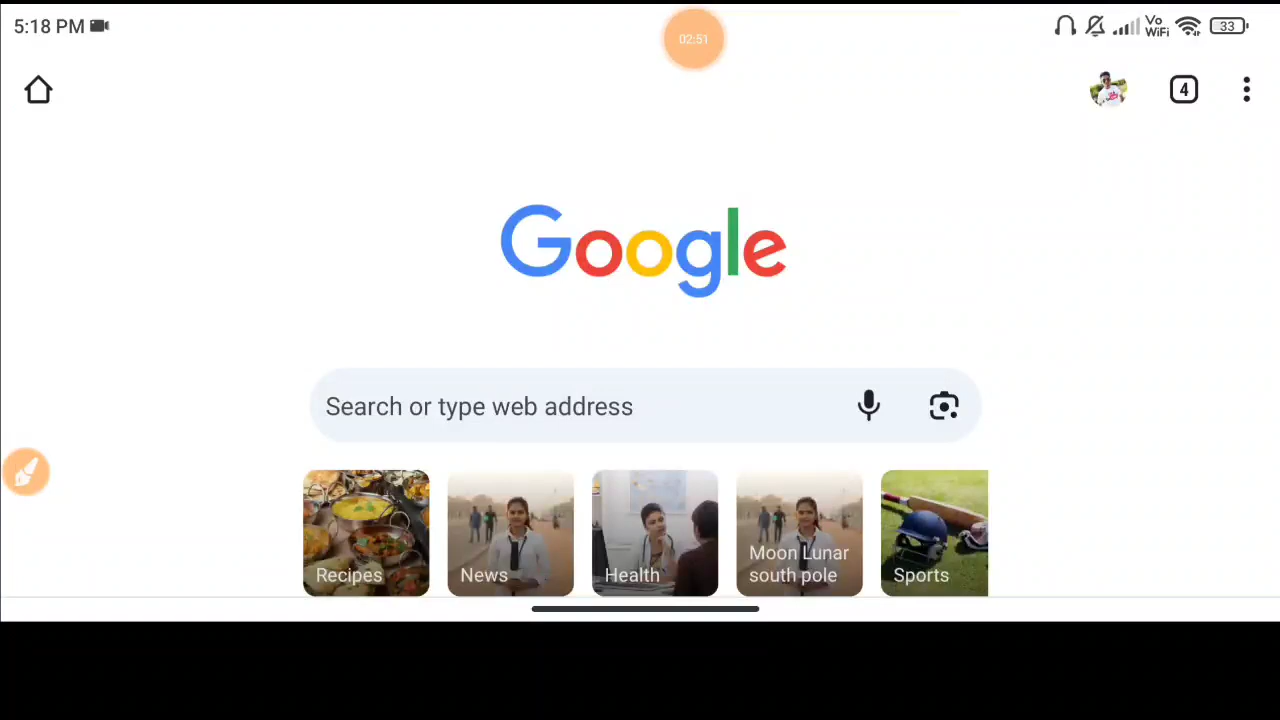 5:18 PM
02:51
Vo
WiFi
33
4
Google
Search or type web address
Recipes
News
Health
Moon Lunar
south pole
Sports